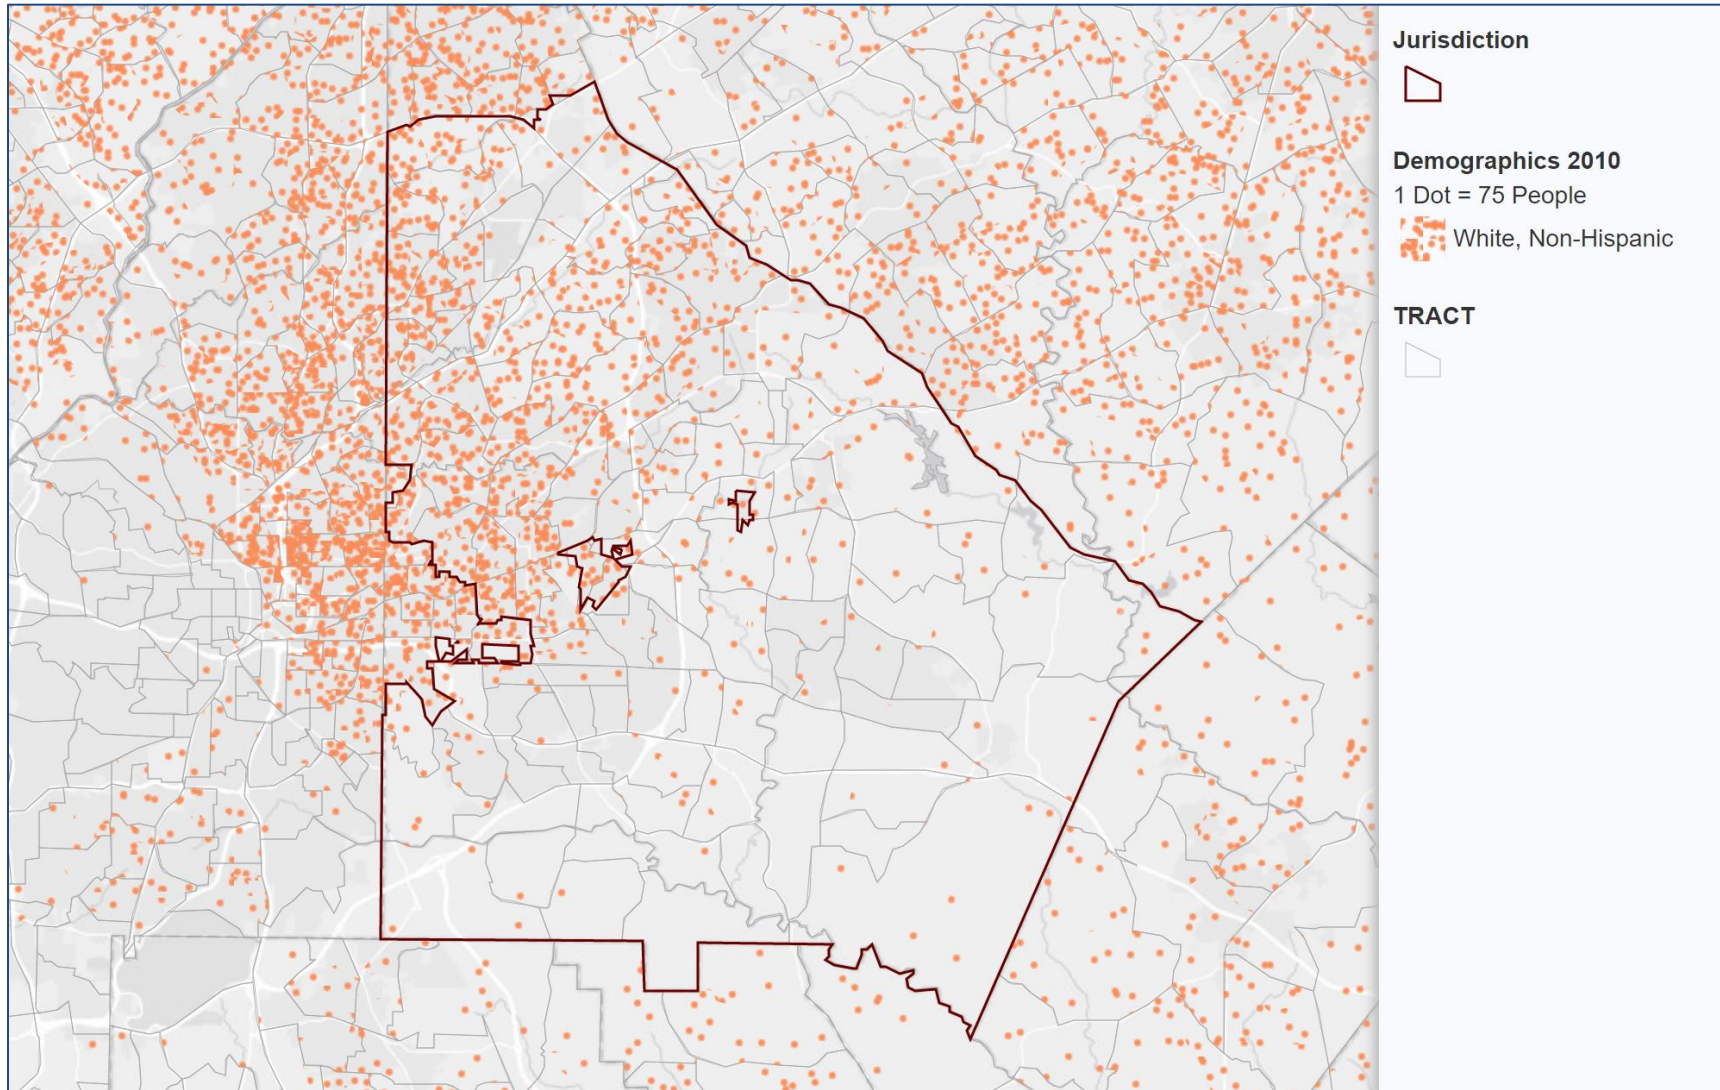 Jurisdiction
Demographics 2010
1 Dot = 75 People
White, Non-Hispanic
TRACT